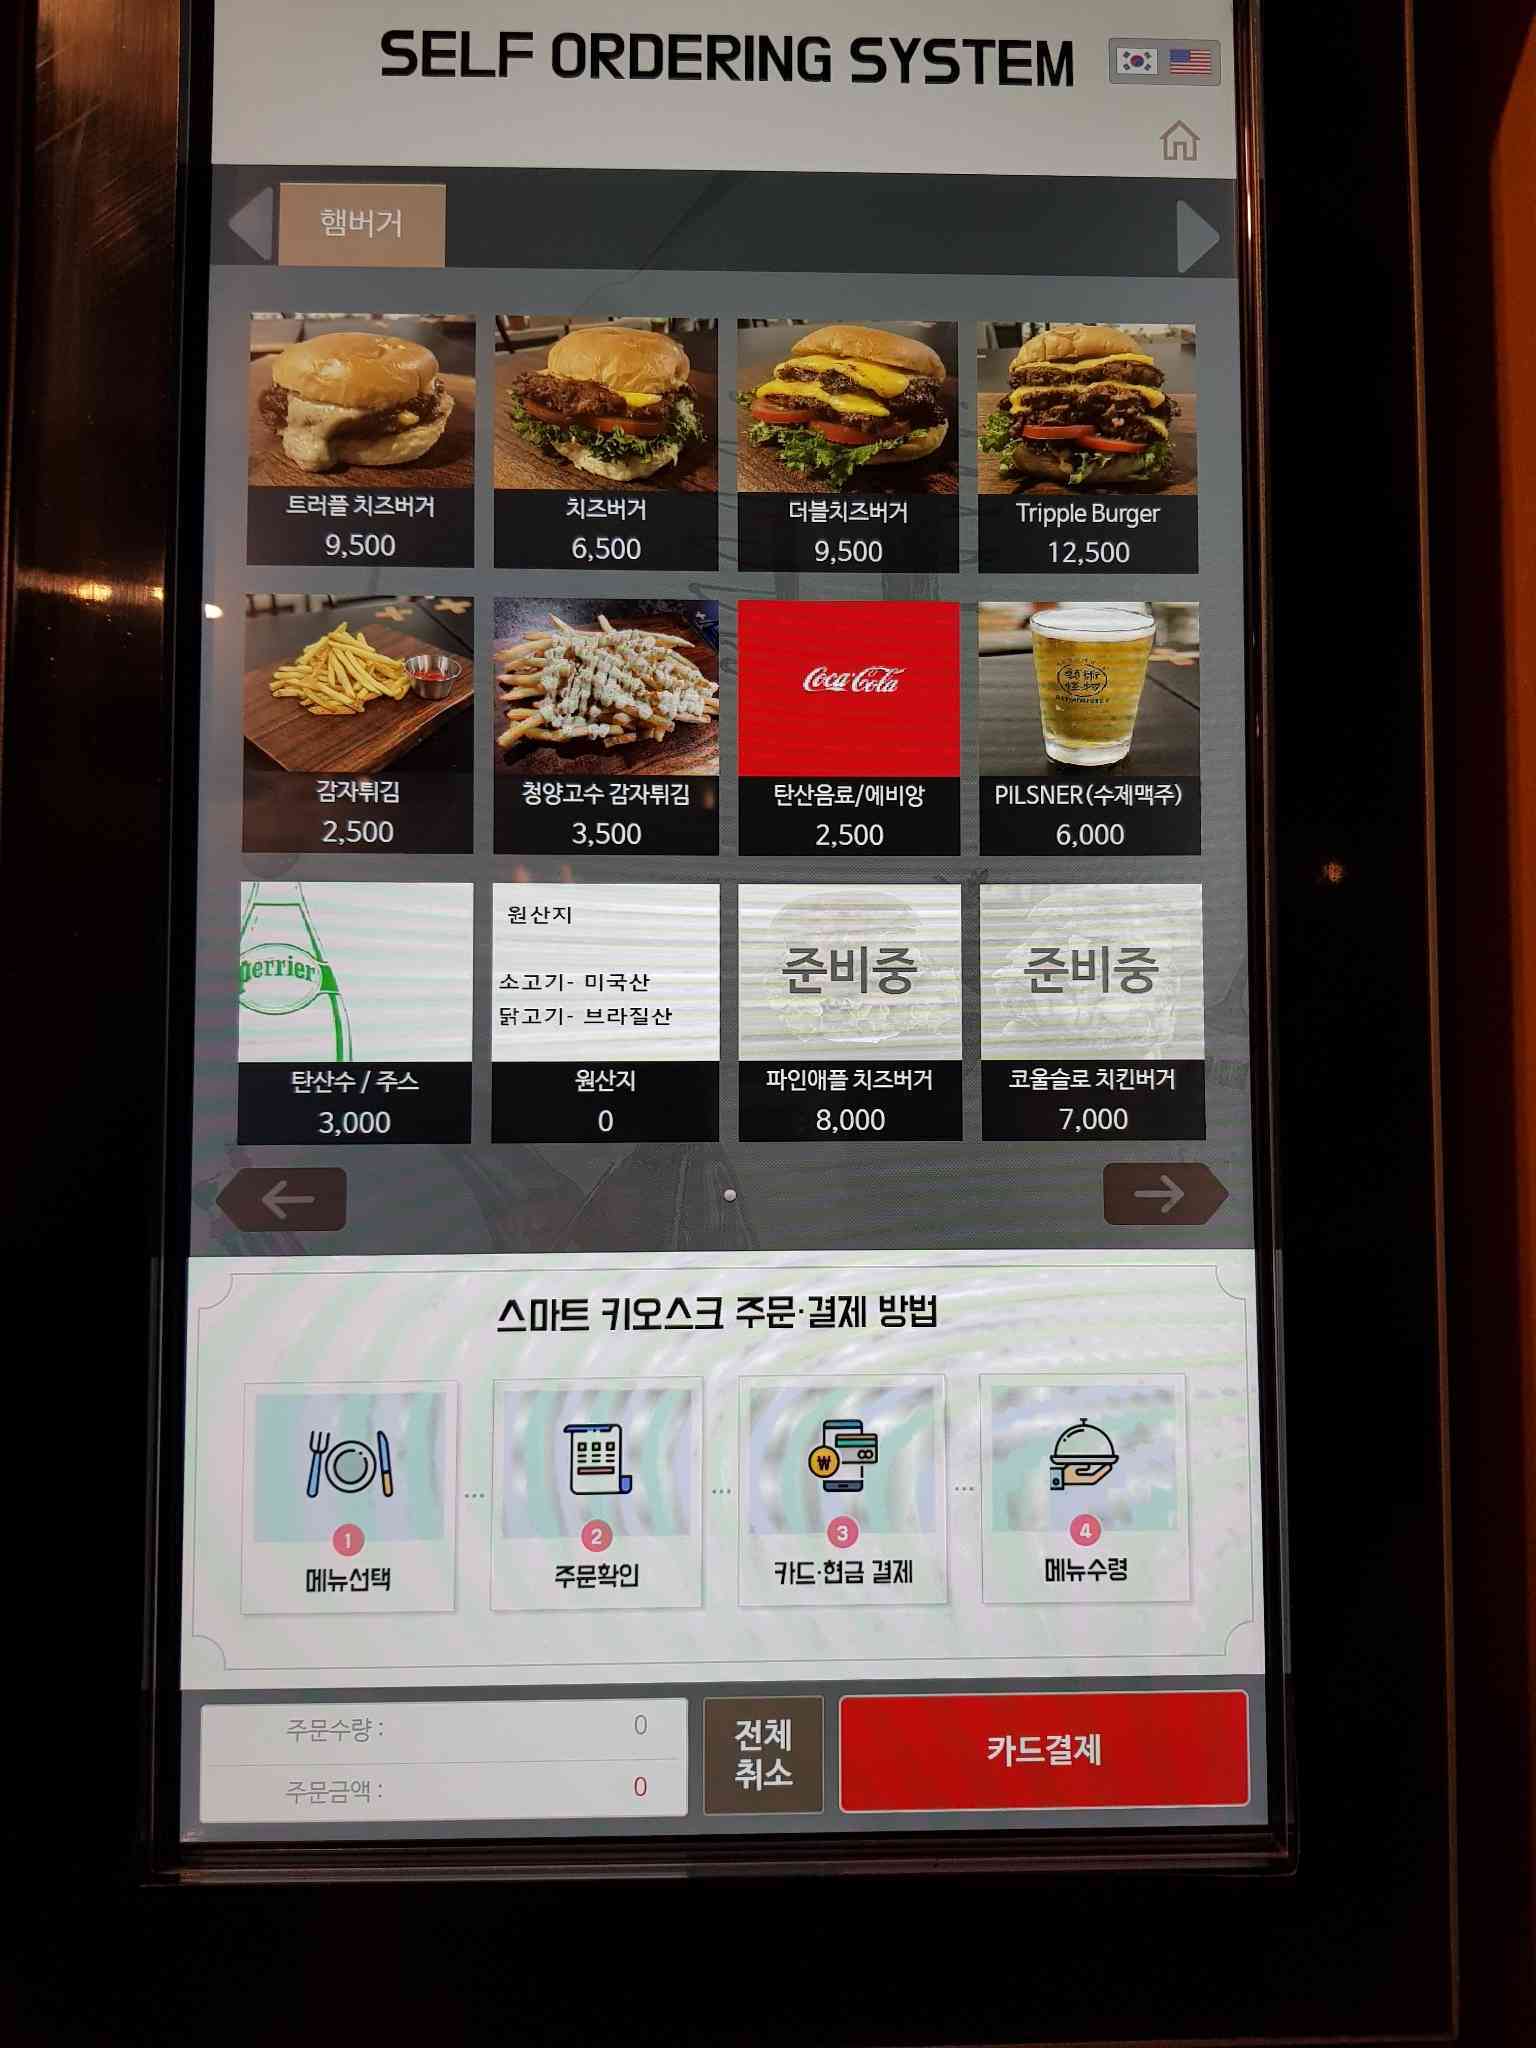 SELF ORDERING SYSTEM
햄버거
트러플 치즈버거
9,500
치즈버거
6,500
더블치즈버거
9,500
Tripple Burger
12,500
감자튀김
2,500
청양고수 감자튀김
3,500
Coca-Cola
탄산음료/에비앙
2,500
PILSNER(수제맥주)
6,000
perrier
탄산수 / 주스
3,000
원산지
소고기- 미국산
닭고기- 브라질산
원산지
0
준비중
파인애플 치즈버거
8,000
준비중
코울슬로 치킨버거
7,000
스마트 키오스크 주문·결제 방법
1
메뉴선택
2
주문확인
3
카드·현금 결제
4
메뉴수령
주문수량 : 0
주문금액 : 0
전체
취소
카드결제